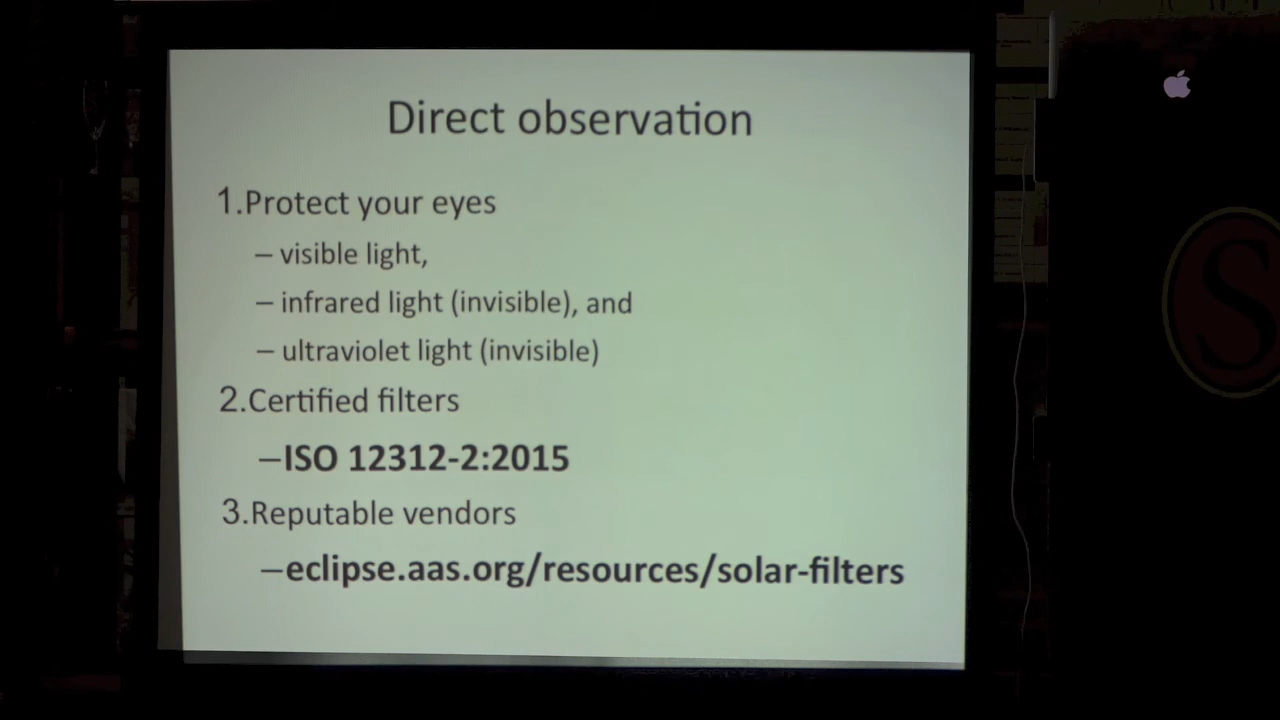 Direct observation
1.Protect your eyes
– visible light,
– infrared light (invisible), and
– ultraviolet light (invisible)
2.Certified filters
–ISO 12312-2:2015
3.Reputable vendors
–eclipse.aas.org/resources/solar-filters
S